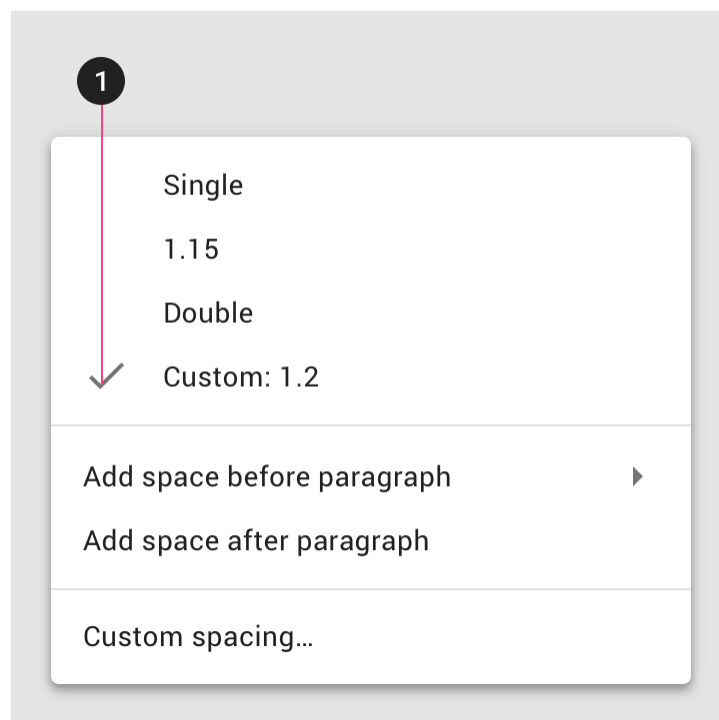 1
Single
1.15
Double
Custom: 1.2
Add space before paragraph
Add space after paragraph
Custom spacing...